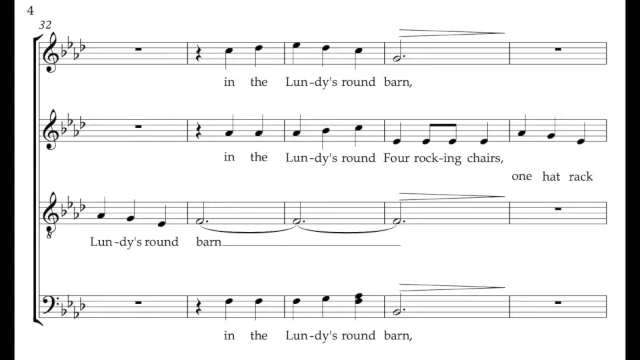 4
32
in the Lun-dy's round barn,
in the Lun-dy's round Four rock-ing chairs,
one hat rack
Lun-dy's round barn
8
in the Lun-dy's round barn,